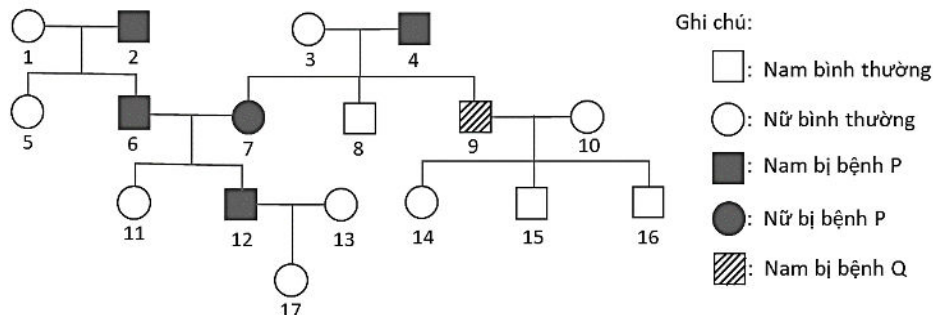 Ghi chú:
1
2
3
4
: Nam bình thường
: Nữ bình thường
5
6
7
8
9
10
: Nam bị bệnh P
: Nữ bị bệnh P
11
12
13
14
15
16
: Nam bị bệnh Q
17